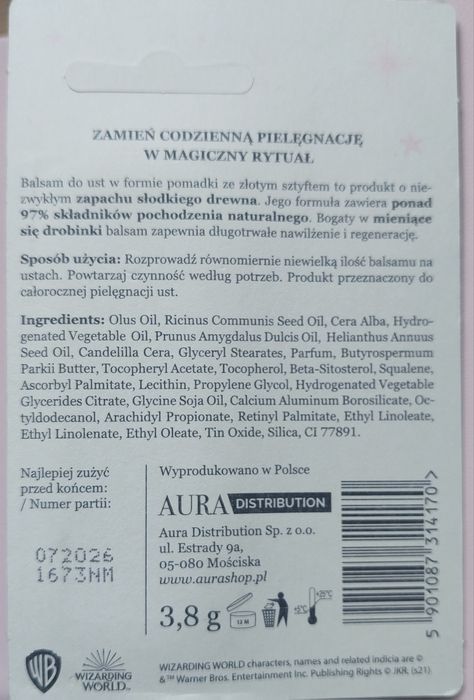 ZAMIEŃ CODZIENNĄ PIELĘGNACJĘ
W MAGICZNY RYTUAŁ
Balsam do ust w formie pomadki ze złotym sztyftem to produkt o nie-
zwykłym zapachu słodkiego drewna. Jego formuła zawiera ponad
97% składników pochodzenia naturalnego. Bogaty w mieniące
się drobinki balsam zapewnia długotrwałe nawilżenie i regenerację.
Sposób użycia: Rozprowadź równomiernie niewielką ilość balsamu na
ustach. Powtarzaj czynność według potrzeb. Produkt przeznaczony do
całorocznej pielęgnacji ust.
Ingredients: Olus Oil, Ricinus Communis Seed Oil, Cera Alba, Hydro-
genated Vegetable Oil, Prunus Amygdalus Dulcis Oil, Helianthus Annuus
Seed Oil, Candelilla Cera, Glyceryl Stearates, Parfum, Butyrospermum
Parkii Butter, Tocopheryl Acetate, Tocopherol, Beta-Sitosterol, Squalene,
Ascorbyl Palmitate, Lecithin, Propylene Glycol, Hydrogenated Vegetable
Glycerides Citrate, Glycine Soja Oil, Calcium Aluminum Borosilicate, Oc-
tyldodecanol, Arachidyl Propionate, Retinyl Palmitate, Ethyl Linoleate,
Ethyl Linolenate, Ethyl Oleate, Tin Oxide, Silica, CI 77891.
Najlepiej zużyć
przed końcem:
/ Numer partii:
072026
1673HM
Wyprodukowano w Polsce
AURA DISTRIBUTION
Aura Distribution Sp. z o.o.
ul. Estrady 9a,
05-080 Mościska
www.aurashop.pl
3,8 g
12 M
+5°C
+25°C
5 901087 314170 >
WB
WIZARDING
WORLD™
WIZARDING WORLD characters, names and related indicia are ©
&™ Warner Bros. Entertainment Inc. Publishing Rights © JKR. (s21)